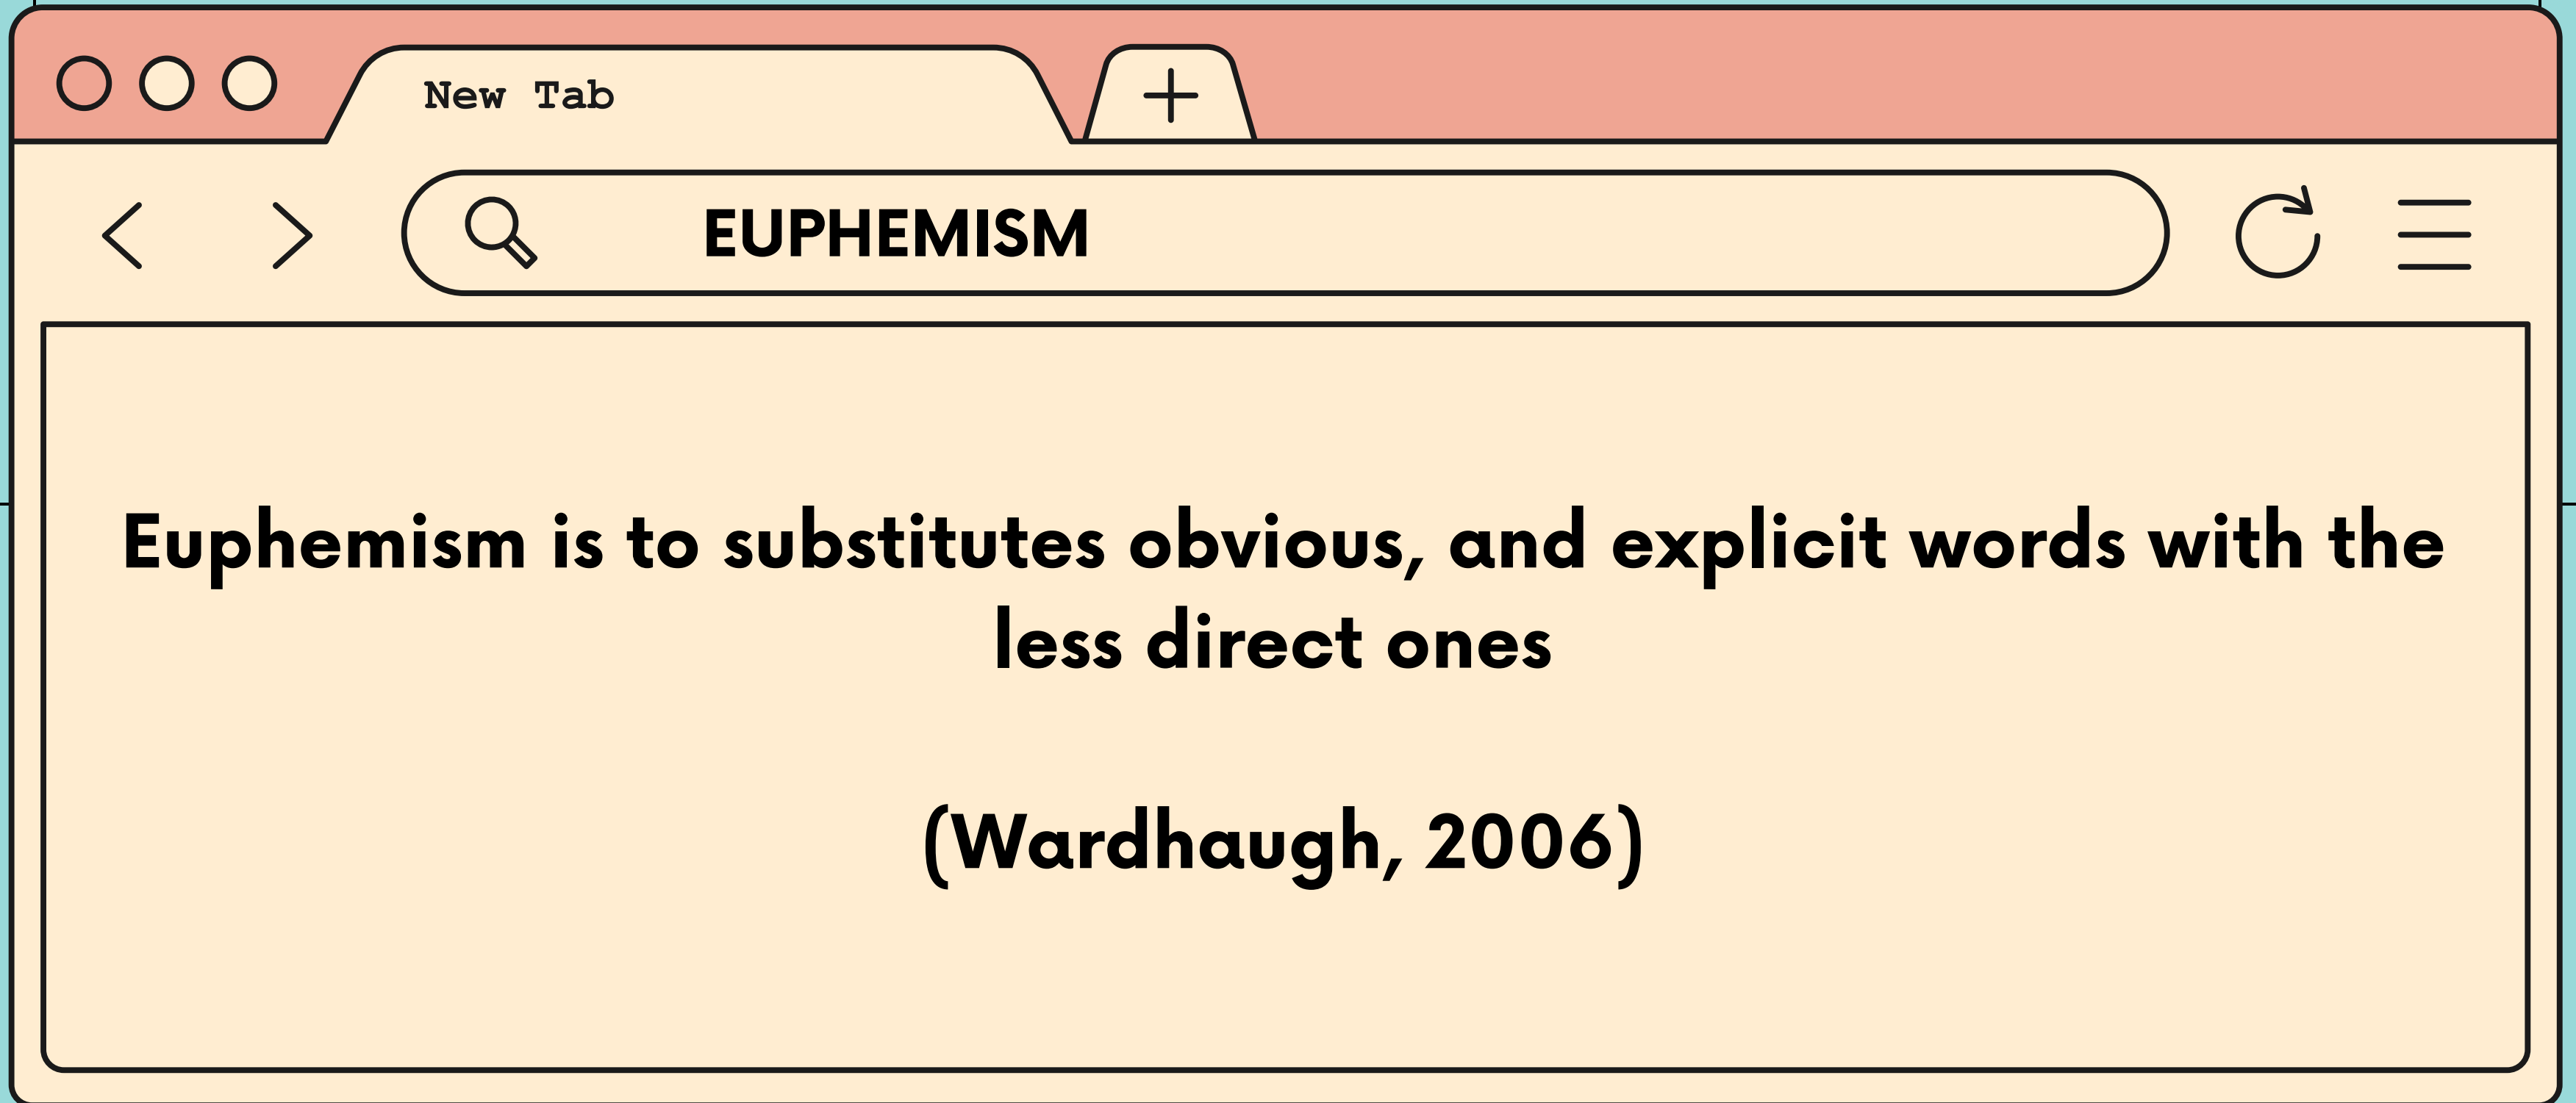 New Tab
EUPHEMISM
Euphemism is to substitutes obvious, and explicit words with the
less direct ones
(Wardhaugh, 2006)